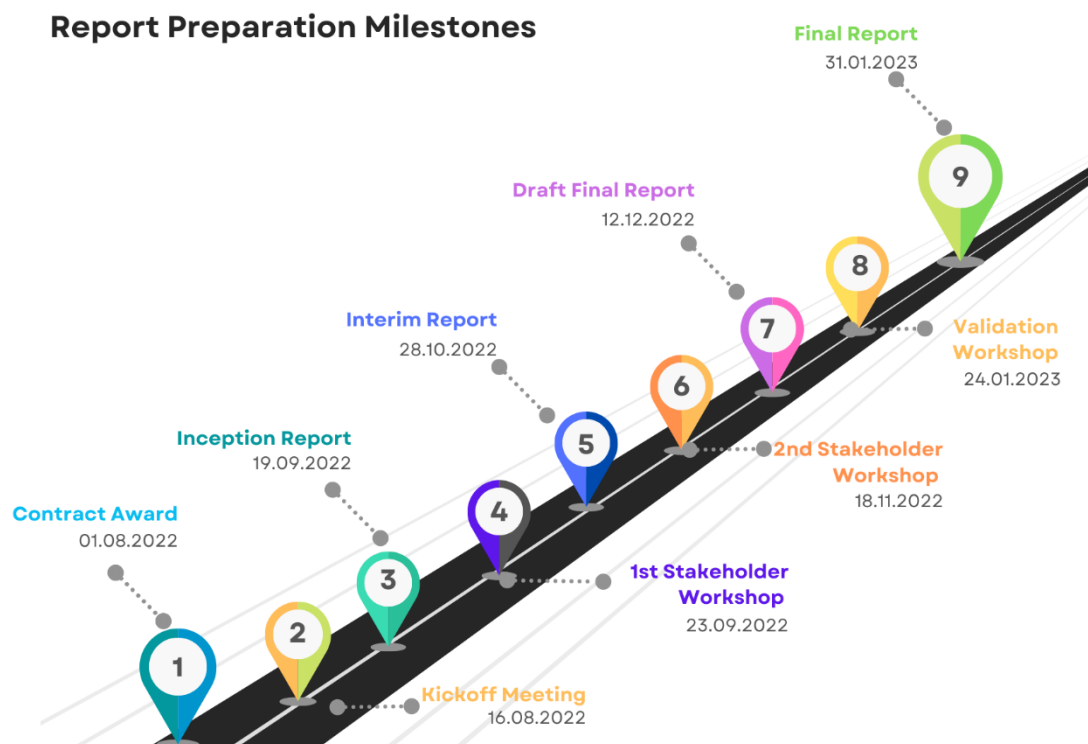 Report Preparation Milestones
Final Report
31.01.2023
9
Draft Final Report
12.12.2022
8
Validation
Workshop
24.01.2023
7
Interim Report
28.10.2022
6
2nd Stakeholder
Workshop
18.11.2022
5
Inception Report
19.09.2022
4
1st Stakeholder
Workshop
23.09.2022
Contract Award
01.08.2022
3
2
1
Kickoff Meeting
16.08.2022